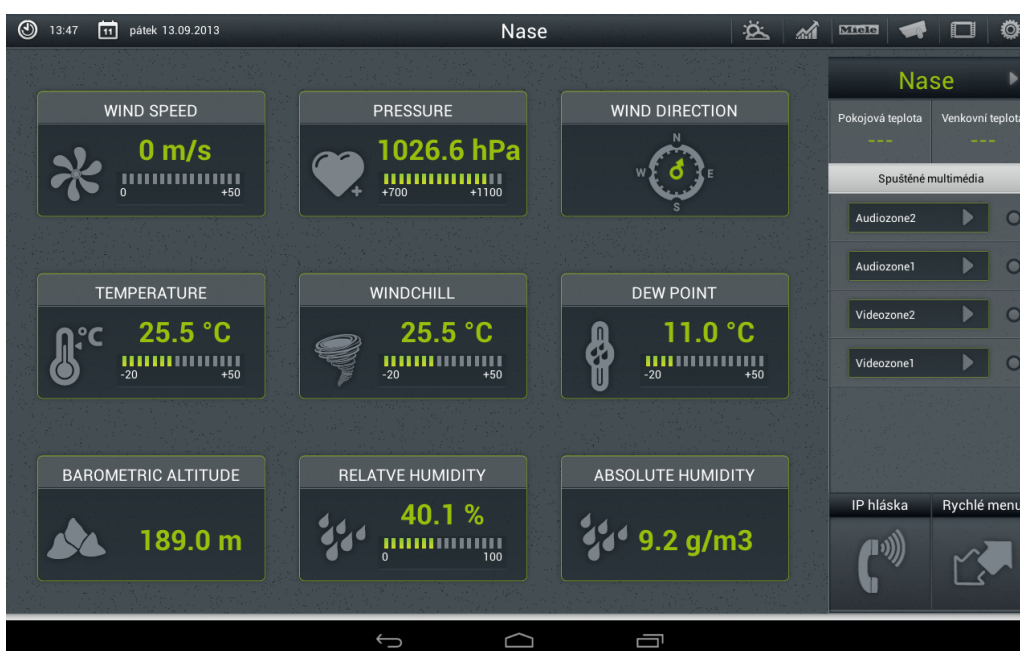 13:47 11 pátek 13.09.2013 Nase Miele
WIND SPEED
0 m/s
0 +50
PRESSURE
1026.6 hPa
+700 +1100
WIND DIRECTION
N
W E
S
TEMPERATURE
°C 25.5 °C
-20 +50
WINDCHILL
25.5 °C
-20 +50
DEW POINT
11.0 °C
-20 +50
BAROMETRIC ALTITUDE
189.0 m
RELATVE HUMIDITY
40.1 %
0 100
ABSOLUTE HUMIDITY
9.2 g/m3
Nase
Pokojová teplota Venkovní teplota
--- ---
Spuštěné multimédia
Audiozone2
Audiozone1
Videozone2
Videozone1
IP hláska Rychlé menu